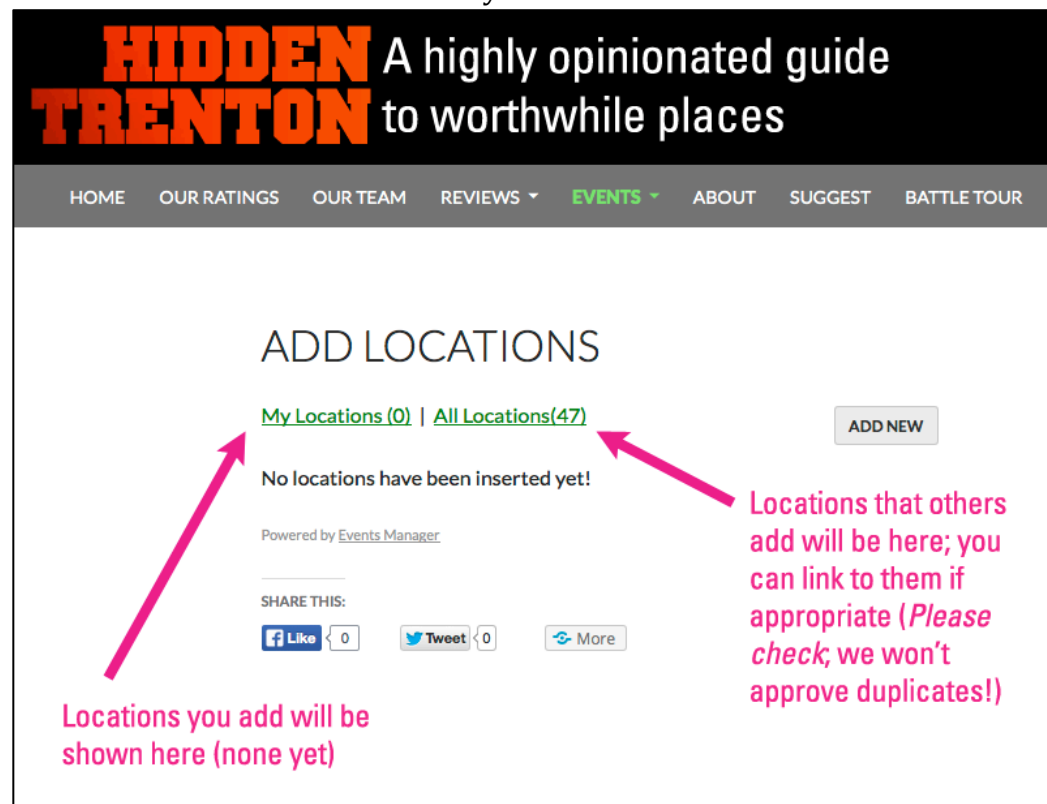 HIDDEN
TRENTON
A highly opinionated guide
to worthwhile places
HOME OUR RATINGS OUR TEAM REVIEWS EVENTS ABOUT SUGGEST BATTLE TOUR
ADD LOCATIONS
My Locations (0) | All Locations(47)
ADD NEW
No locations have been inserted yet!
Powered by Events Manager
SHARE THIS:
Like 0 Tweet 0 More
Locations that others
add will be here; you
can link to them if
appropriate (Please
check; we won't
approve duplicates!)
Locations you add will be
shown here (none yet)